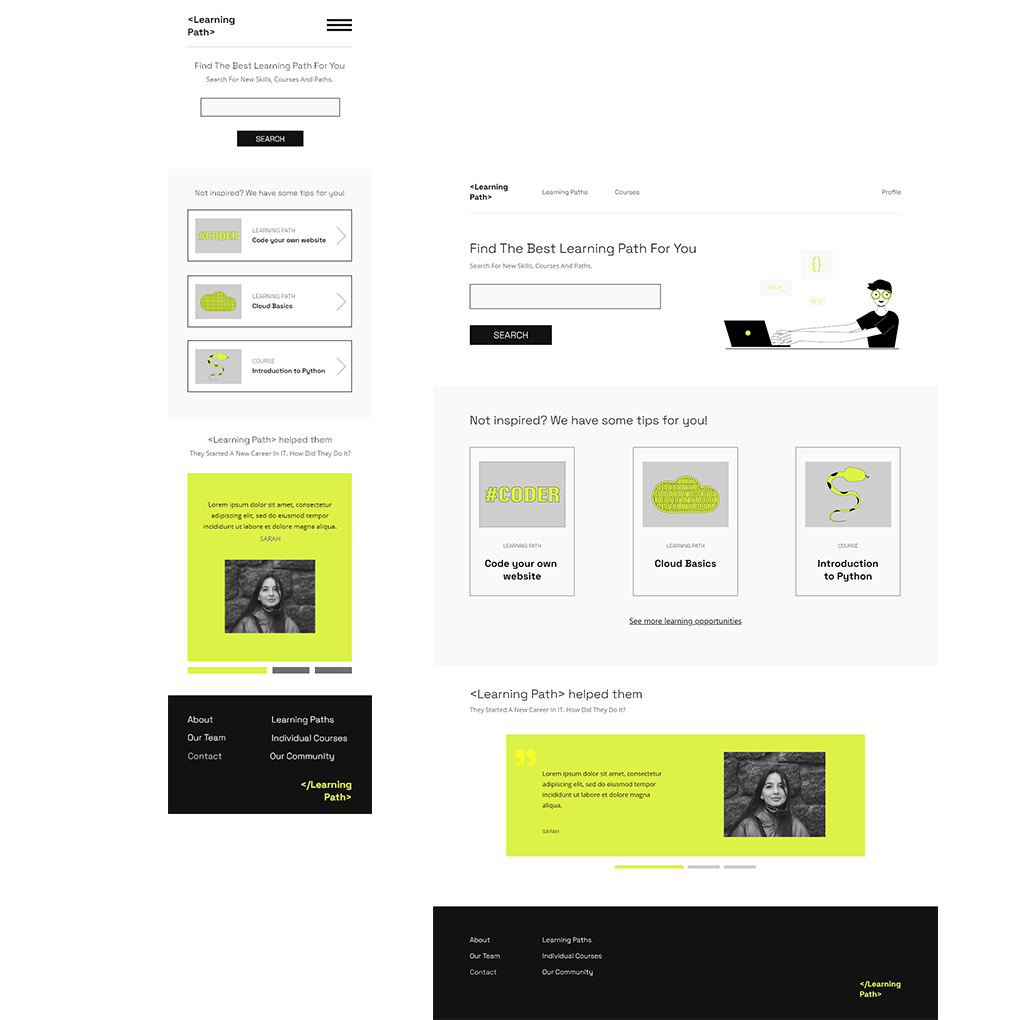 <Learning
Path>
Find The Best Learning Path For You
Search For New Skills, Courses And Paths.
SEARCH
Not inspired? We have some tips for you!
#CODER
LEARNING PATH
Code your own website
LEARNING PATH
Cloud Basics
COURSE
Introduction to Python
<Learning Path> helped them
They Started A New Career In IT. How Did They Do It?
Lorem ipsum dolor sit amet, consectetur
adipiscing elit, sed do eiusmod tempor
incididunt ut labore et dolore magna aliqua.
SARAH
About
Learning Paths
Our Team
Individual Courses
Contact
Our Community
</Learning
Path>
<Learning
Path>
Learning Paths
Courses
Profile
Find The Best Learning Path For You
Search For New Skills, Courses And Paths.
SEARCH
{}
>>>_
</>
Not inspired? We have some tips for you!
#CODER
LEARNING PATH
Code your own
website
LEARNING PATH
Cloud Basics
COURSE
Introduction
to Python
See more learning opportunities
<Learning Path> helped them
They Started A New Career In IT. How Did They Do It?
Lorem ipsum dolor sit amet, consectetur
adipiscing elit, sed do eiusmod tempor
incididunt ut labore et dolore magna
aliqua.
SARAH
About
Learning Paths
Our Team
Individual Courses
Contact
Our Community
</Learning
Path>